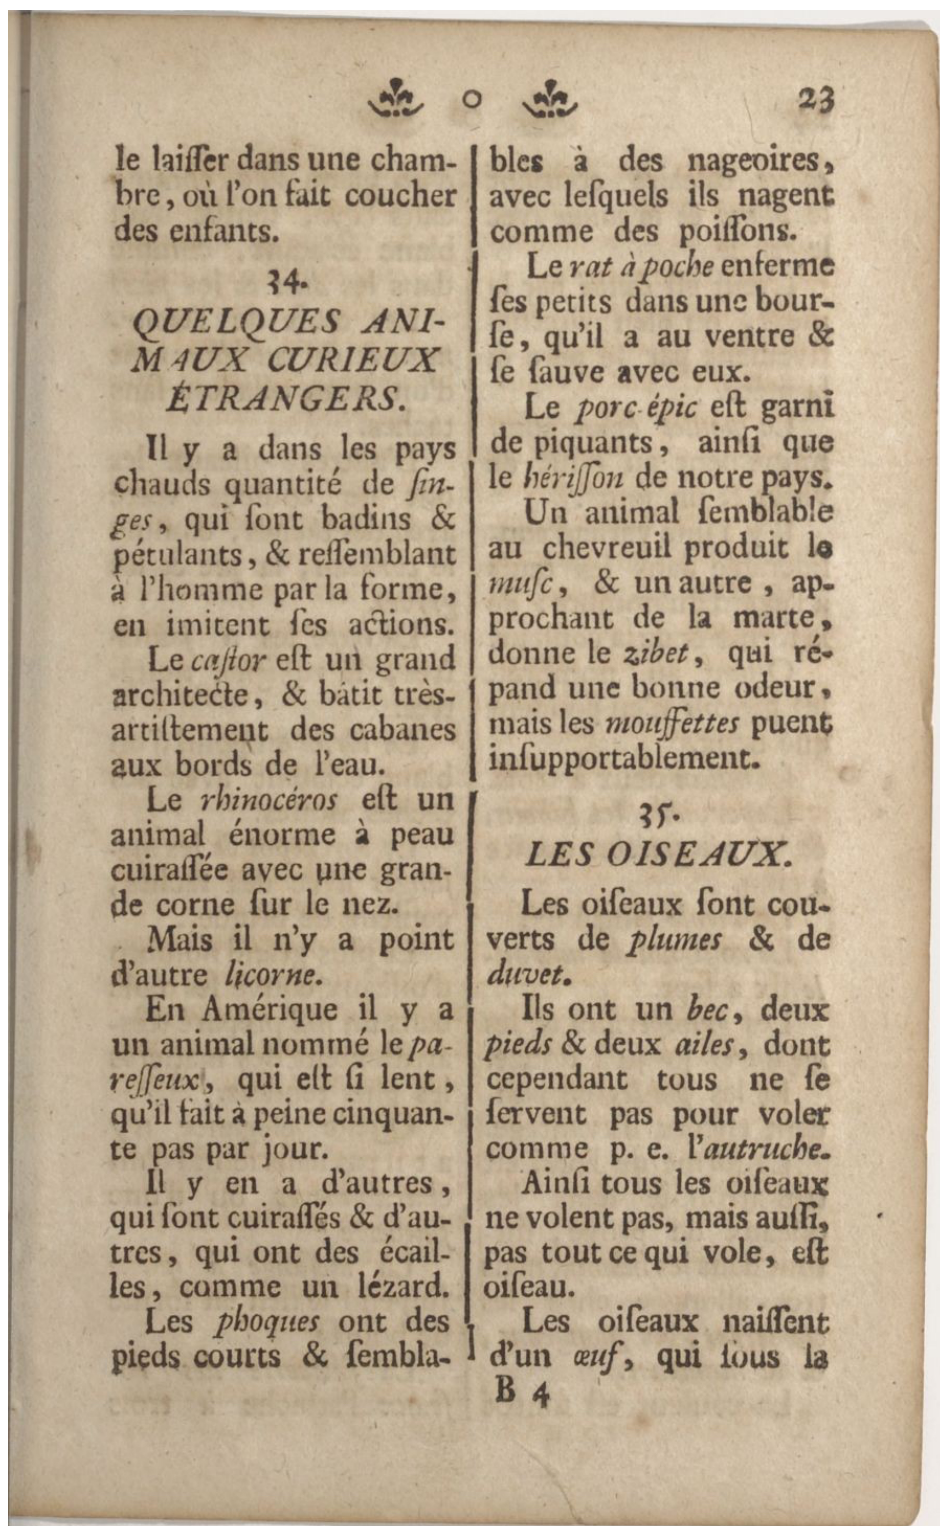 23
le laiſſer dans une cham-
bre, où l'on fait coucher
des enfants.
34.
QUELQUES ANI-
MAUX CURIEUX
ÉTRANGERS.
Il y a dans les pays
chauds quantité de ſin-
ges, qui ſont badins &
pétulants, & reſſemblant
à l'homme par la forme,
en imitent ſes actions.
Le caſtor eſt un grand
architecte, & bâtit très-
artiſtement des cabanes
aux bords de l'eau.
Le rhinocéros eſt un
animal énorme à peau
cuiraſſée avec une gran-
de corne ſur le nez.
Mais il n'y a point
d'autre licorne.
En Amérique il y a
un animal nommé le pa-
reſſeux, qui eſt ſi lent,
qu'il fait à peine cinquan-
te pas par jour.
Il y en a d'autres,
qui ſont cuiraſſés & d'au-
tres, qui ont des écail-
les, comme un lézard.
Les phoques ont des
pieds courts & ſembla-
bles à des nageoires,
avec leſquels ils nagent
comme des poiſſons.
Le rat à poche enferme
ſes petits dans une bour-
ſe, qu'il a au ventre &
ſe ſauve avec eux.
Le porc-épic eſt garni
de piquants, ainſi que
le hériſſon de notre pays.
Un animal ſemblable
au chevreuil produit le
muſc, & un autre, ap-
prochant de la marte,
donne le zibet, qui ré-
pand une bonne odeur,
mais les mouffettes puent
inſupportablement.
35.
LES OISEAUX.
Les oiſeaux ſont cou-
verts de plumes & de
duvet.
Ils ont un bec, deux
pieds & deux ailes, dont
cependant tous ne ſe
ſervent pas pour voler
comme p. e. l'autruche.
Ainſi tous les oiſeaux
ne volent pas, mais auſſi,
pas tout ce qui vole, eſt
oiſeau.
Les oiſeaux naiſſent
d'un œuf, qui ſous la
B 4